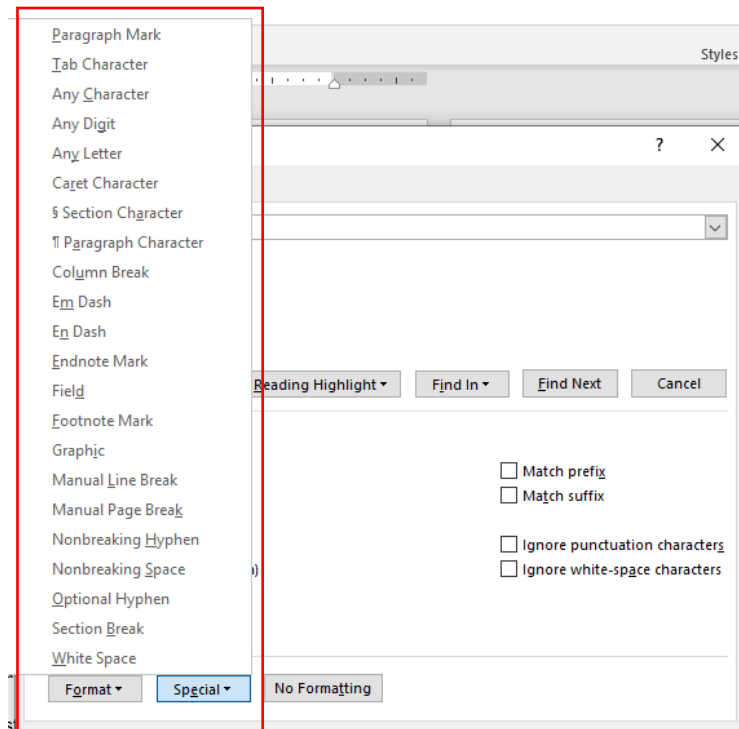 Paragraph Mark
Tab Character
Any Character
Any Digit
Any Letter
Caret Character
§ Section Character
¶ Paragraph Character
Column Break
Em Dash
En Dash
Endnote Mark
Field
Footnote Mark
Graphic
Manual Line Break
Manual Page Break
Nonbreaking Hyphen
Nonbreaking Space
Optional Hyphen
Section Break
White Space
Styles
?
Reading Highlight
Find In
Find Next
Cancel
Match prefix
Match suffix
Ignore punctuation characters
Ignore white-space characters
Format
Special
No Formatting